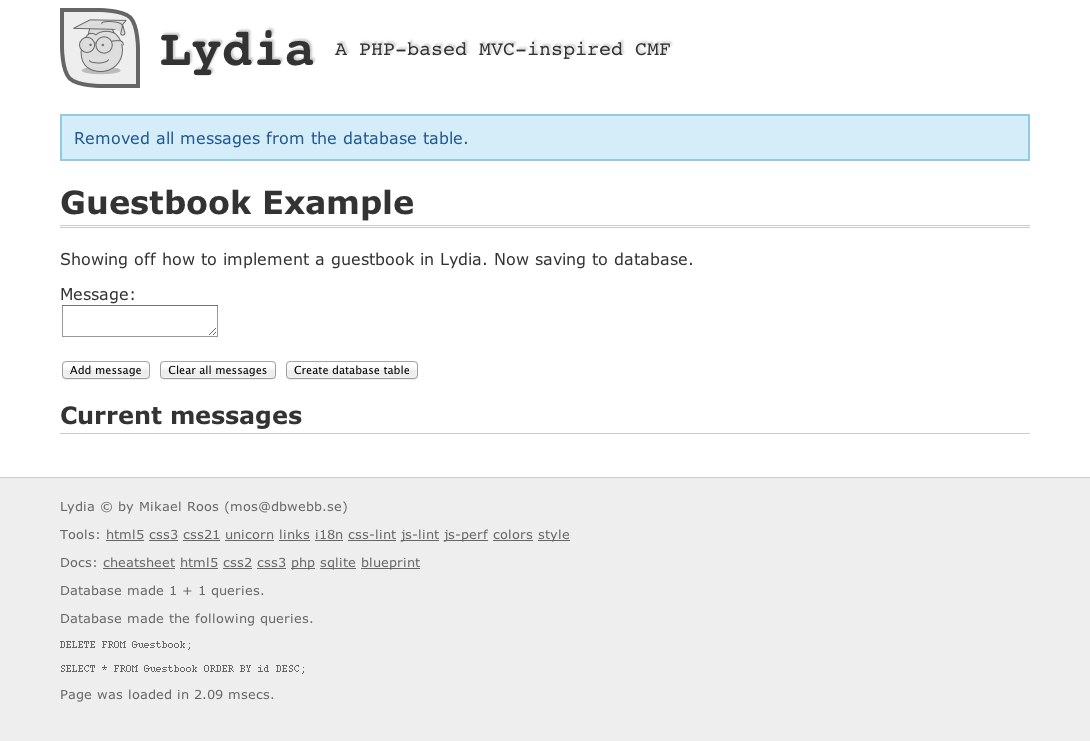 Lydia A PHP-based MVC-inspired CMF
Removed all messages from the database table.
Guestbook Example
Showing off how to implement a guestbook in Lydia. Now saving to database.
Message:
Add message Clear all messages Create database table
Current messages
Lydia © by Mikael Roos (mos@dbwebb.se)
Tools: html5 css3 css21 unicorn links i18n css-lint js-lint js-perf colors style
Docs: cheatsheet html5 css2 css3 php sqlite blueprint
Database made 1 + 1 queries.
Database made the following queries.
DELETE FROM Guestbook;
SELECT * FROM Guestbook ORDER BY id DESC;
Page was loaded in 2.09 msecs.